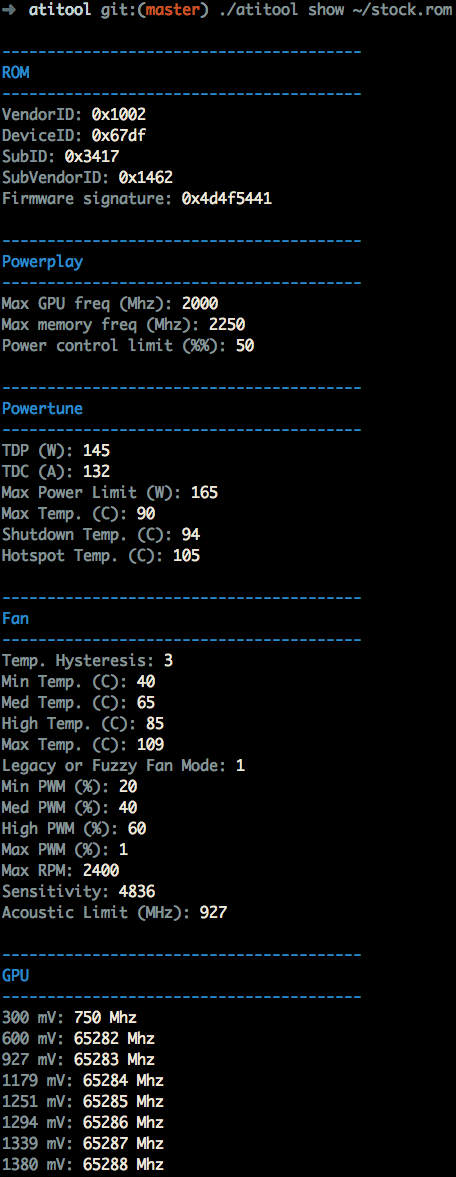 ➜ atitool git:(master) ./atitool show ~/stock.rom
----------------------------------------
ROM
----------------------------------------
VendorID: 0x1002
DeviceID: 0x67df
SubID: 0x3417
SubVendorID: 0x1462
Firmware signature: 0x4d4f5441
----------------------------------------
Powerplay
----------------------------------------
Max GPU freq (Mhz): 2000
Max memory freq (Mhz): 2250
Power control limit (%%): 50
----------------------------------------
Powertune
----------------------------------------
TDP (W): 145
TDC (A): 132
Max Power Limit (W): 165
Max Temp. (C): 90
Shutdown Temp. (C): 94
Hotspot Temp. (C): 105
----------------------------------------
Fan
----------------------------------------
Temp. Hysteresis: 3
Min Temp. (C): 40
Med Temp. (C): 65
High Temp. (C): 85
Max Temp. (C): 109
Legacy or Fuzzy Fan Mode: 1
Min PWM (%): 20
Med PWM (%): 40
High PWM (%): 60
Max PWM (%): 1
Max RPM: 2400
Sensitivity: 4836
Acoustic Limit (MHz): 927
----------------------------------------
GPU
----------------------------------------
300 mV: 750 Mhz
600 mV: 65282 Mhz
927 mV: 65283 Mhz
1179 mV: 65284 Mhz
1251 mV: 65285 Mhz
1294 mV: 65286 Mhz
1339 mV: 65287 Mhz
1380 mV: 65288 Mhz